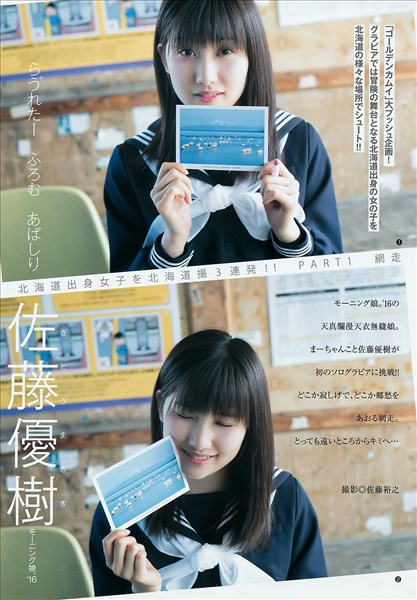 「ゴールデンカムイ」大プッシュ企画!
グラビアでは冒険の舞台となる北海道出身の女の子を
北海道の様々な場所でシュート!!
らぶれたー ふろむ あばしり
❶
北海道出身女子を北海道撮3連発!! PART1 網走
佐藤優樹
さとうまさき
モーニング娘。'16
モーニング娘。'16の
天真爛漫天衣無縫娘。
まーちゃんこと佐藤優樹が
初のソログラビアに挑戦!!
どこか寂しげで、どこか郷愁を
あおる網走。
とっても遠いところからキミへ…
撮影◎佐藤裕之
❷